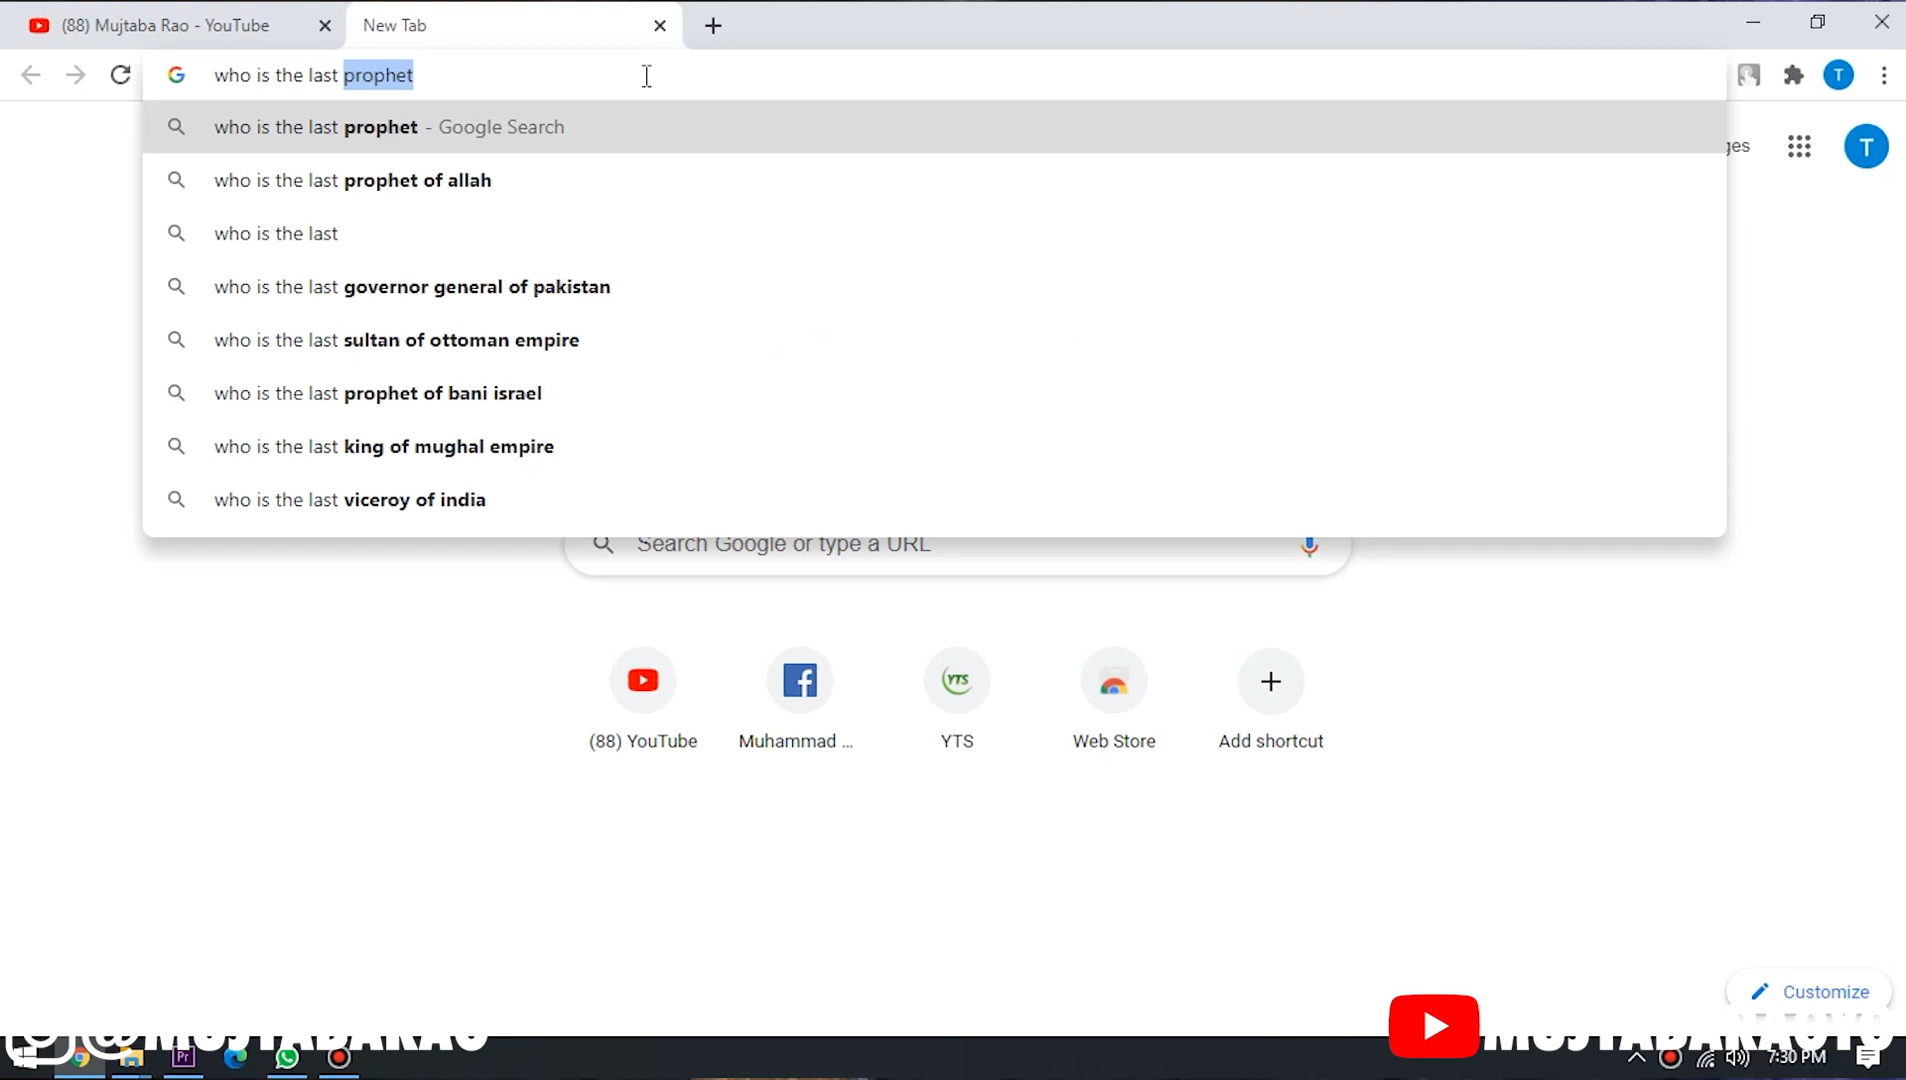 (88) Mujtaba Rao - YouTube
New Tab
who is the last prophet
T
who is the last prophet - Google Search
who is the last prophet of allah
who is the last
who is the last governor general of pakistan
who is the last sultan of ottoman empire
who is the last prophet of bani israel
who is the last king of mughal empire
who is the last viceroy of india
ges
T
Search Google or type a URL
YTS
(88) YouTube
Muhammad ...
YTS
Web Store
Add shortcut
Customize
Pr
7:30 PM